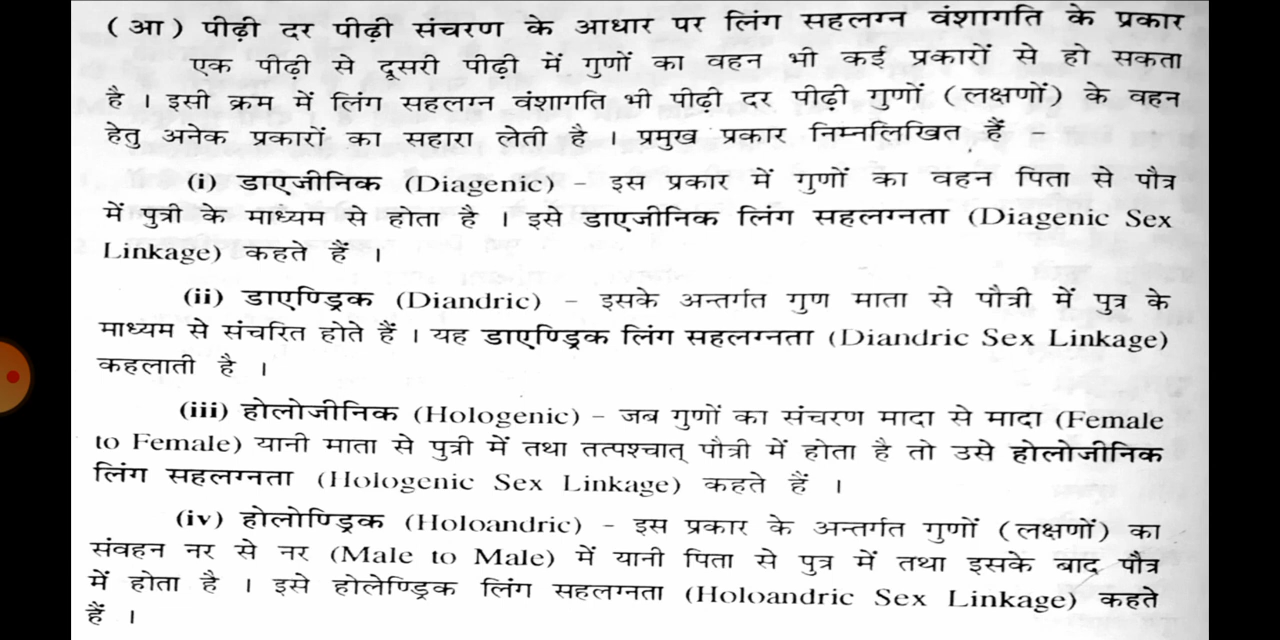 ( आ ) पीढ़ी दर पीढ़ी संचरण के आधार पर लिंग सहलग्न वंशागति के प्रकार
एक पीढ़ी से दूसरी पीढ़ी में गुणों का वहन भी कई प्रकारों से हो सकता
है । इसी क्रम में लिंग सहलग्न वंशागति भी पीढ़ी दर पीढ़ी गुणों (लक्षणों) के वहन
हेतु अनेक प्रकारों का सहारा लेती है । प्रमुख प्रकार निम्नलिखित हैं -
(i) डाएजीनिक (Diagenic) - इस प्रकार में गुणों का वहन पिता से पौत्र
में पुत्री के माध्यम से होता है । इसे डाएजीनिक लिंग सहलग्नता (Diagenic Sex
Linkage) कहते हैं ।
(ii) डाएण्ड्रिक (Diandric) - इसके अन्तर्गत गुण माता से पौत्री में पुत्र के
माध्यम से संचरित होते हैं । यह डाएण्ड्रिक लिंग सहलग्नता (Diandric Sex Linkage)
कहलाती है ।
(iii) होलोजीनिक (Hologenic) - जब गुणों का संचरण मादा से मादा (Female
to Female) यानी माता से पुत्री में तथा तत्पश्चात् पौत्री में होता है तो उसे होलोजीनिक
लिंग सहलग्नता (Hologenic Sex Linkage) कहते हैं ।
(iv) होलोण्ड्रिक (Holoandric) - इस प्रकार के अन्तर्गत गुणों (लक्षणों) का
संवहन नर से नर (Male to Male) में यानी पिता से पुत्र में तथा इसके बाद पौत्र
में होता है । इसे होलेण्ड्रिक लिंग सहलग्नता (Holoandric Sex Linkage) कहते
हैं ।